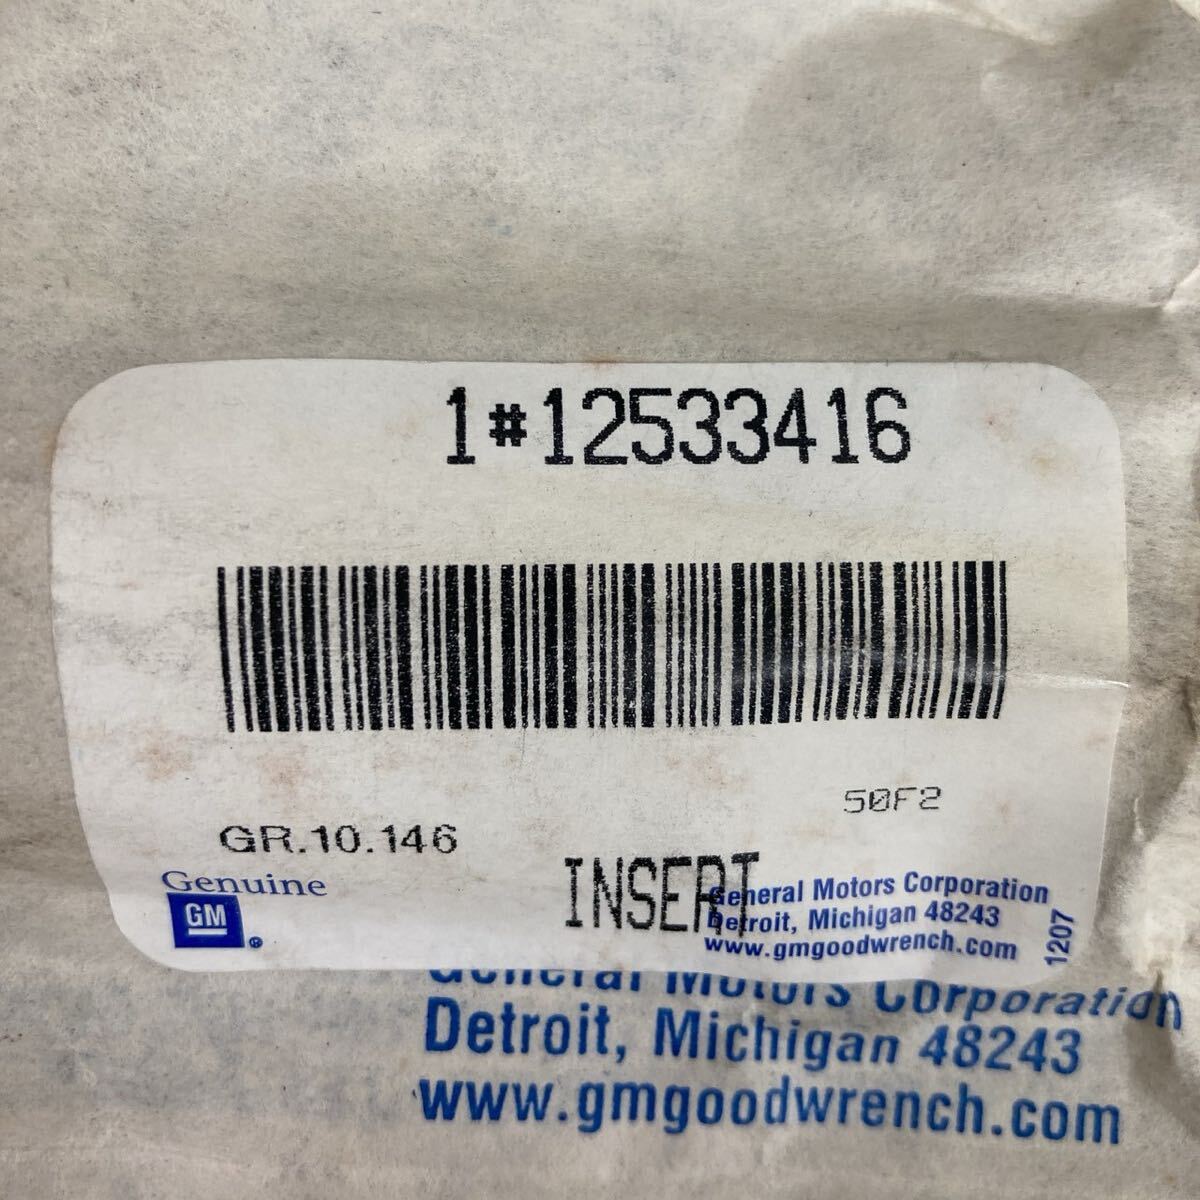 1#12533416
50F2
GR.10.146
INSERT
Genuine
GM
®
General Motors Corporation
Detroit, Michigan 48243
www.gmgoodwrench.com
1207
General Motors Corporation
Detroit, Michigan 48243
www.gmgoodwrench.com